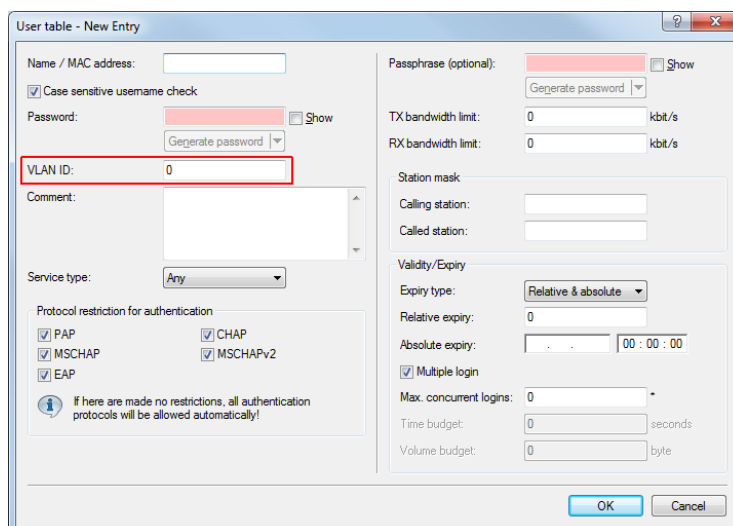 User table - New Entry
Name / MAC address:
Case sensitive username check
Password:
Show
Generate password
VLAN ID:
0
Comment:
Service type:
Any
Protocol restriction for authentication
PAP
CHAP
MSCHAP
MSCHAPv2
EAP
If here are made no restrictions, all authentication
protocols will be allowed automatically!
Passphrase (optional):
Show
Generate password
TX bandwidth limit:
0
kbit/s
RX bandwidth limit:
0
kbit/s
Station mask
Calling station:
Called station:
Validity/Expiry
Expiry type:
Relative & absolute
Relative expiry:
0
Absolute expiry:
. .
00 : 00 : 00
Multiple login
Max. concurrent logins:
0
*
Time budget:
0
seconds
Volume budget:
0
byte
OK
Cancel